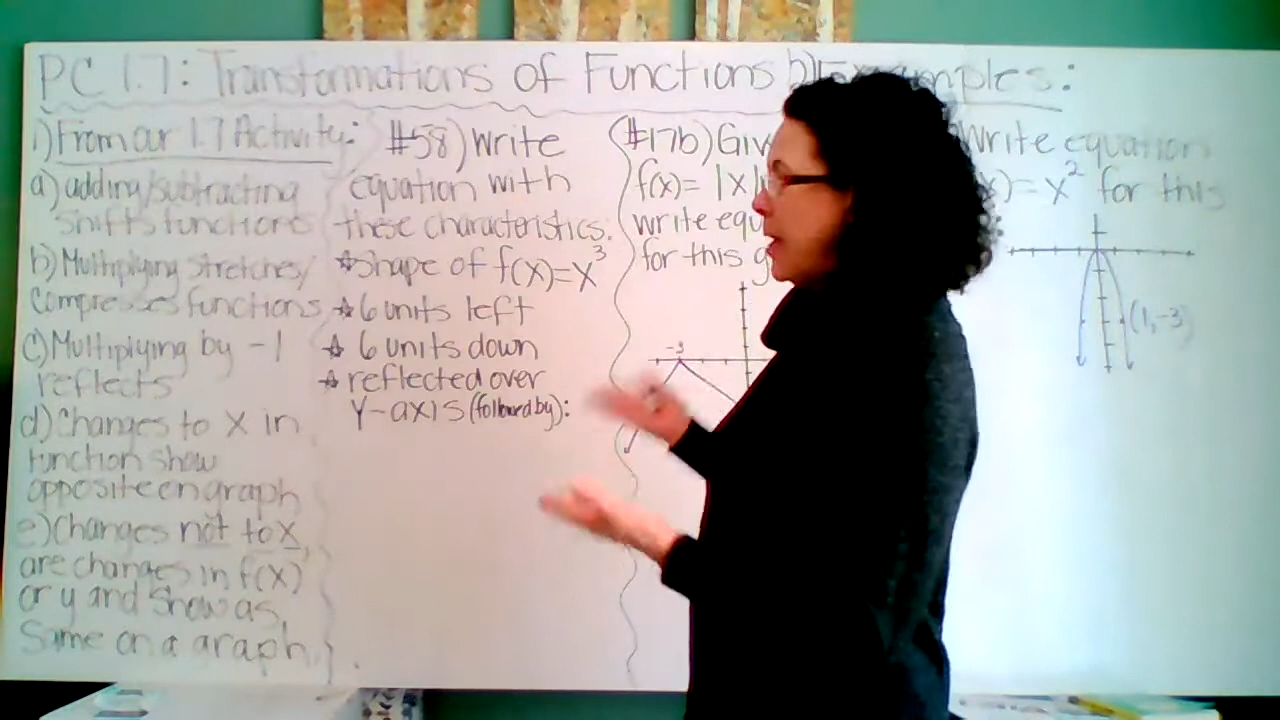 PC 1.7: Transformations of Functions b) Examples:
1) From our 1.7 Activity:
a) adding/subtracting
shifts functions
b) Multiplying stretches/
compresses functions
c) Multiplying by -1
reflects
d) Changes to x in
function show
opposite on graph
e) Changes not to x,
are changes in f(x)
or y and show as
same on a graph.
#58) Write
equation with
these characteristics:
☆ shape of f(x)=x³
☆ 6 units left
☆ 6 units down
☆ reflected over
y-axis (followed by):
#17b) Giv
f(x)= |x|
write equ
for this g
-3
Write equation
x)= x² for this
(1,-3)